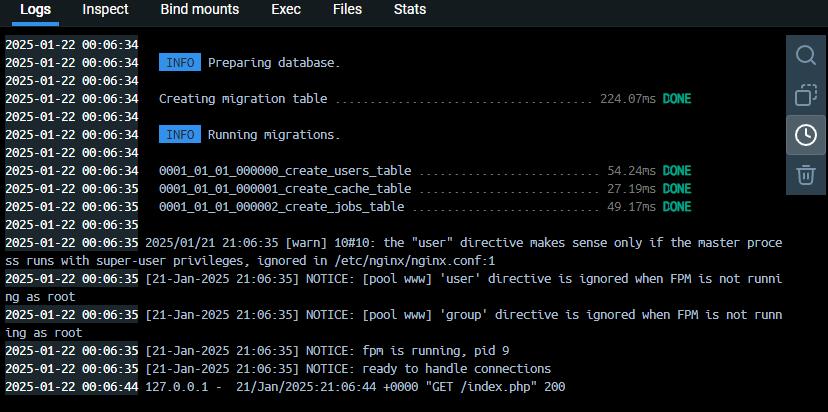 Logs Inspect Bind mounts Exec Files Stats
2025-01-22 00:06:34
2025-01-22 00:06:34 INFO Preparing database.
2025-01-22 00:06:34
2025-01-22 00:06:34 Creating migration table ..................................... 224.07ms DONE
2025-01-22 00:06:34
2025-01-22 00:06:34 INFO Running migrations.
2025-01-22 00:06:34
2025-01-22 00:06:34 0001_01_01_000000_create_users_table .......................... 54.24ms DONE
2025-01-22 00:06:35 0001_01_01_000001_create_cache_table .......................... 27.19ms DONE
2025-01-22 00:06:35 0001_01_01_000002_create_jobs_table ........................... 49.17ms DONE
2025-01-22 00:06:35
2025-01-22 00:06:35 2025/01/21 21:06:35 [warn] 10#10: the "user" directive makes sense only if the master proce
ss runs with super-user privileges, ignored in /etc/nginx/nginx.conf:1
2025-01-22 00:06:35 [21-Jan-2025 21:06:35] NOTICE: [pool www] 'user' directive is ignored when FPM is not runni
ng as root
2025-01-22 00:06:35 [21-Jan-2025 21:06:35] NOTICE: [pool www] 'group' directive is ignored when FPM is not runn
ing as root
2025-01-22 00:06:35 [21-Jan-2025 21:06:35] NOTICE: fpm is running, pid 9
2025-01-22 00:06:35 [21-Jan-2025 21:06:35] NOTICE: ready to handle connections
2025-01-22 00:06:44 127.0.0.1 -  21/Jan/2025:21:06:44 +0000 "GET /index.php" 200